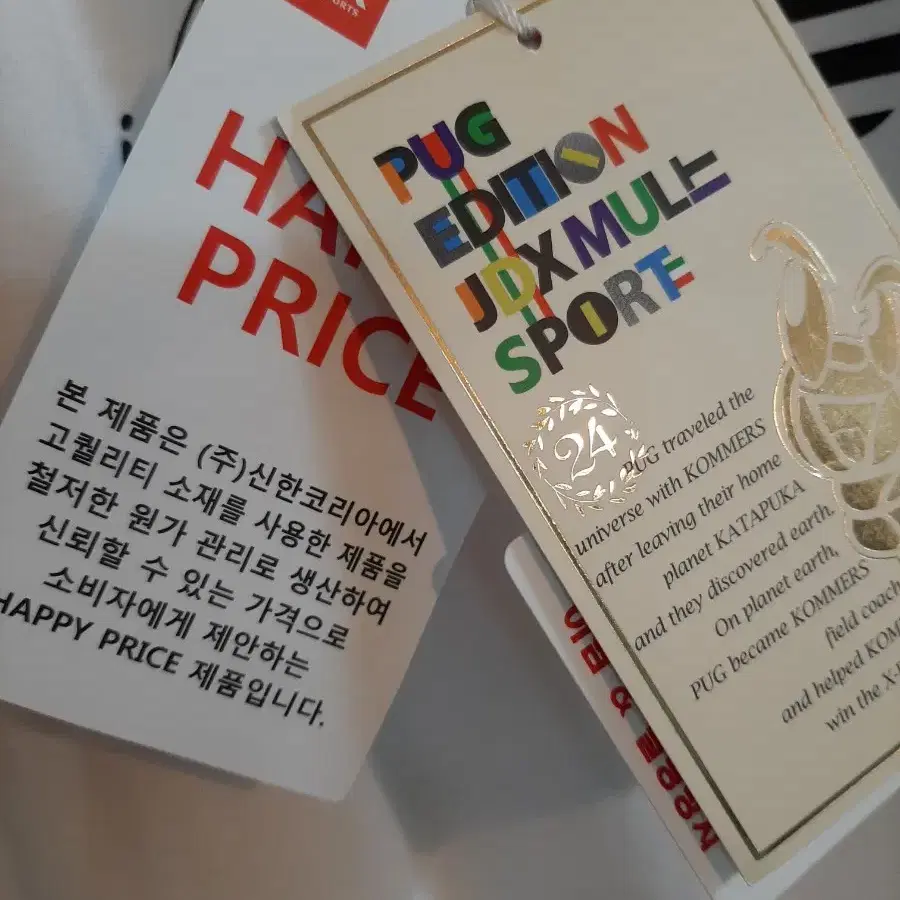 PORTS
HAPPY
PRICE
본 제품은 (주)신한코리아에서
고퀄리티 소재를 사용한 제품을
철저한 원가 관리로 생산하여
신뢰할 수 있는 가격으로
소비자에게 제안하는
HAPPY PRICE 제품입니다.
PUG
EDITION
JDX MULTI
SPORTS
24
PUG traveled the
universe with KOMMERS
after leaving their home
planet KATAPUKA
and they discovered earth.
On planet earth,
PUG became KOMMERS
field coach
and helped KOM
win the X-